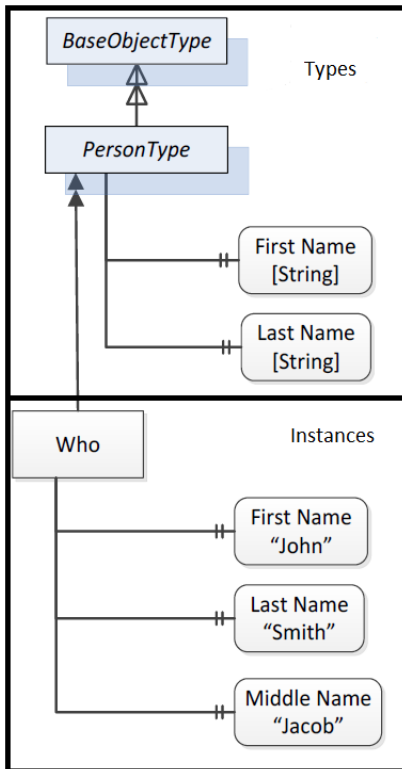 BaseObjectType
Types
PersonType
First Name
[String]
Last Name
[String]
Who
Instances
First Name
“John”
Last Name
“Smith”
Middle Name
“Jacob”